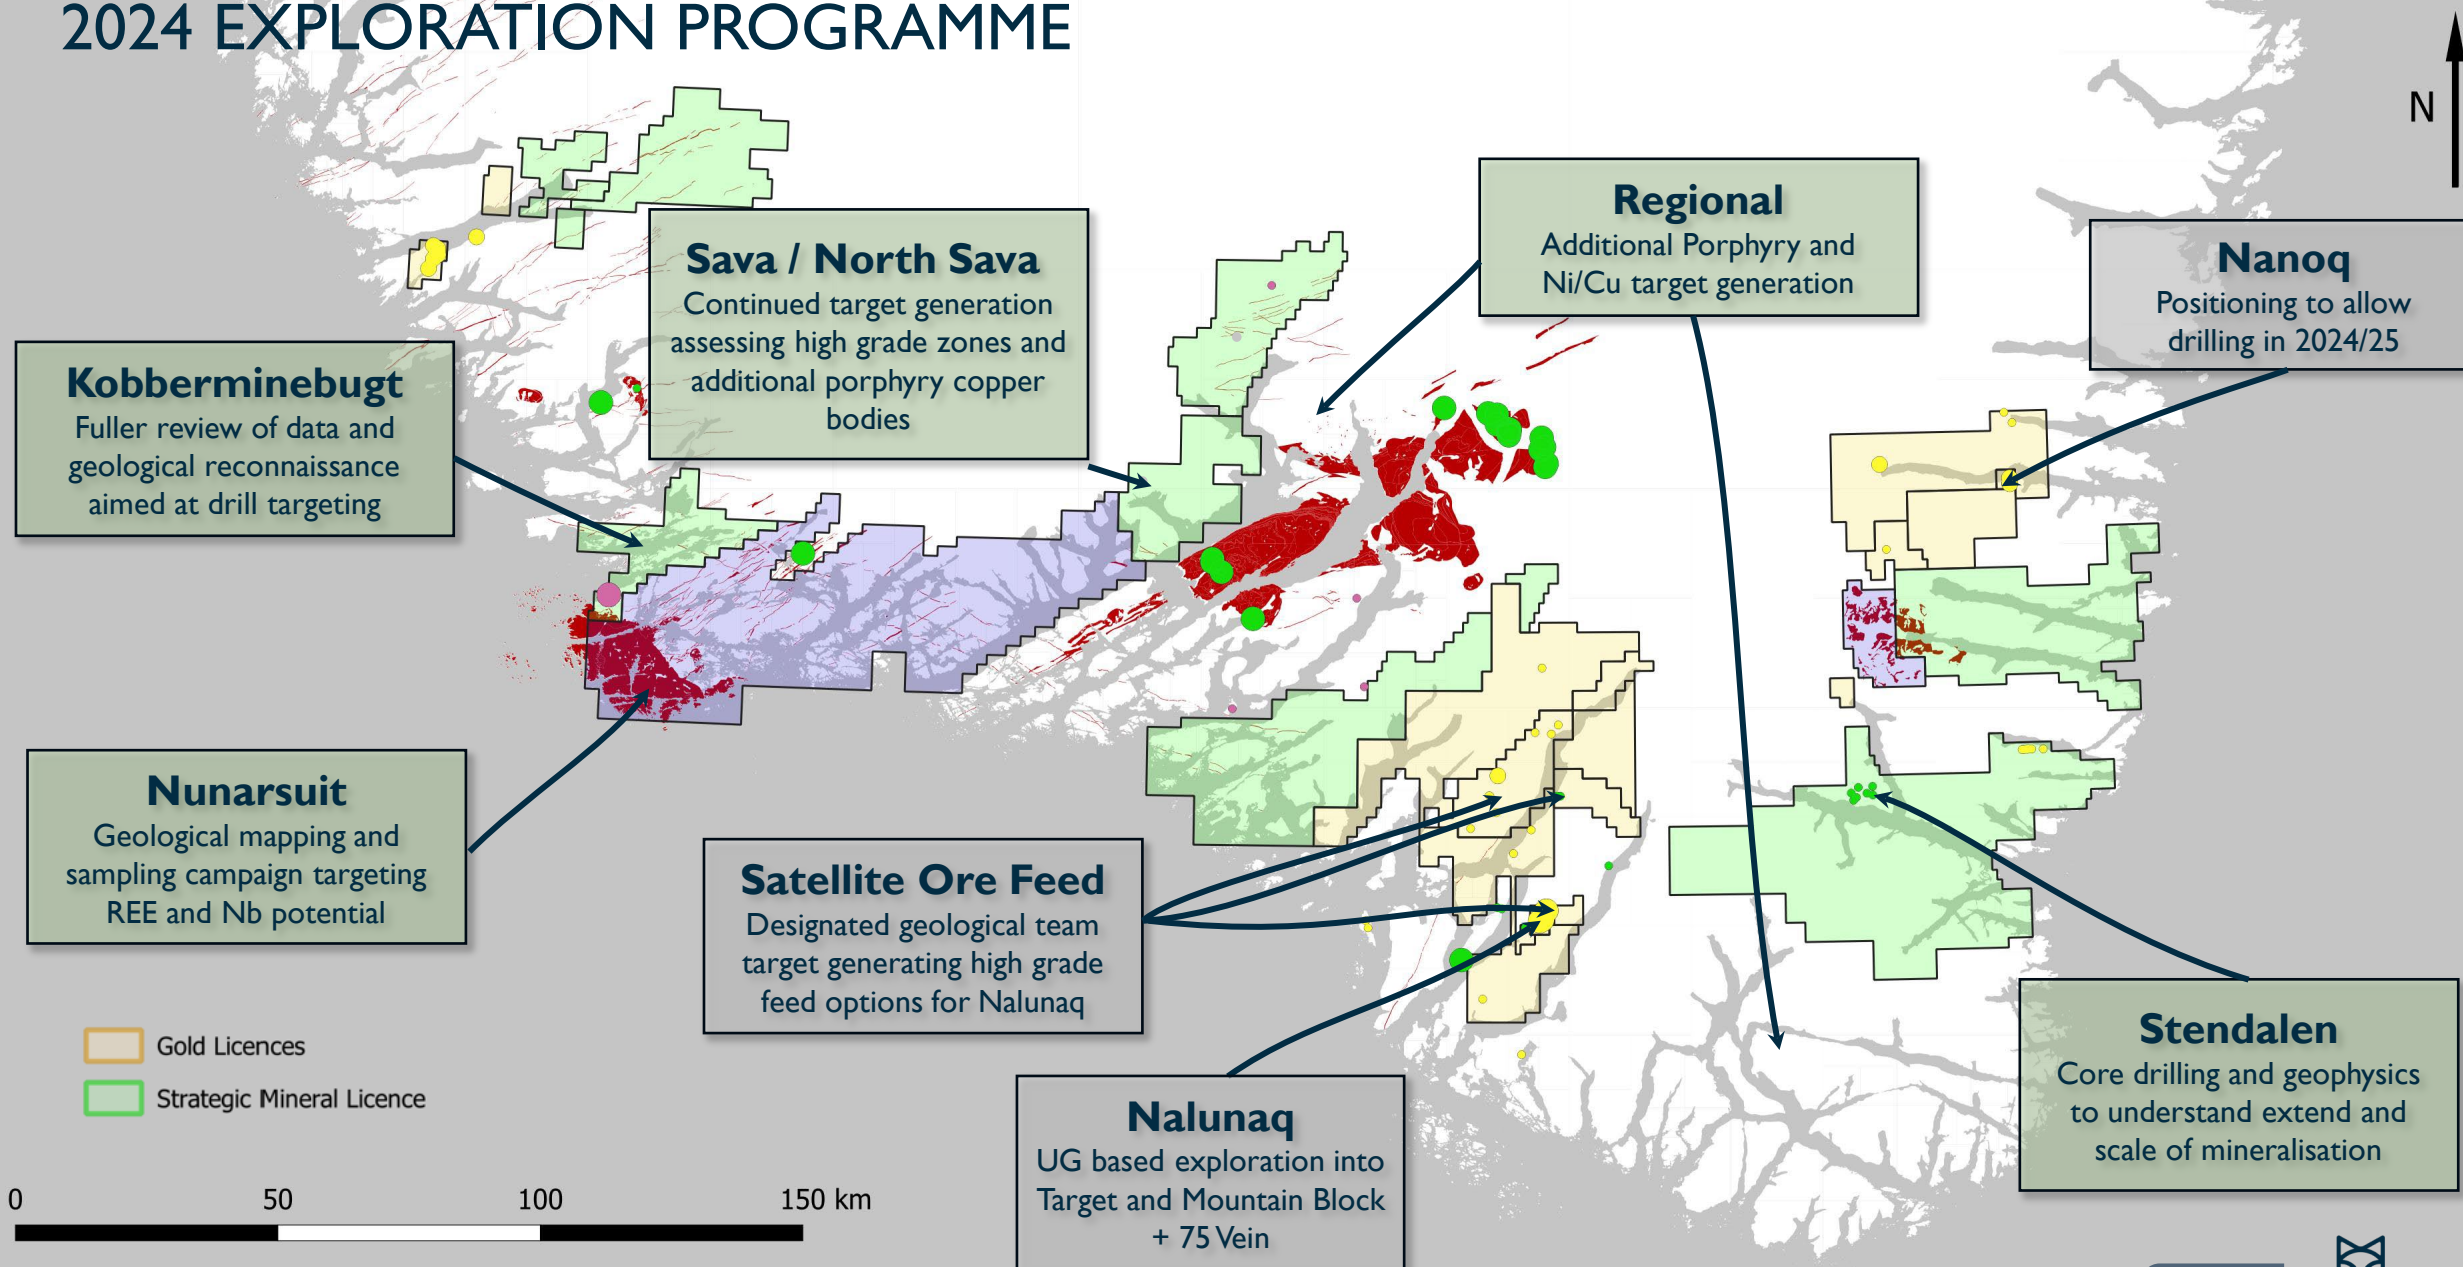 2024 EXPLORATION PROGRAMME
N
Regional
Additional Porphyry and
Ni/Cu target generation
Sava / North Sava
Continued target generation
assessing high grade zones and
additional porphyry copper
bodies
Nanoq
Positioning to allow
drilling in 2024/25
Kobberminebugt
Fuller review of data and
geological reconnaissance
aimed at drill targeting
Nunarsuit
Geological mapping and
sampling campaign targeting
REE and Nb potential
Satellite Ore Feed
Designated geological team
target generating high grade
feed options for Nalunaq
Stendalen
Core drilling and geophysics
to understand extend and
scale of mineralisation
Nalunaq
UG based exploration into
Target and Mountain Block
+ 75 Vein
Gold Licences
Strategic Mineral Licence
0 50 100 150 km